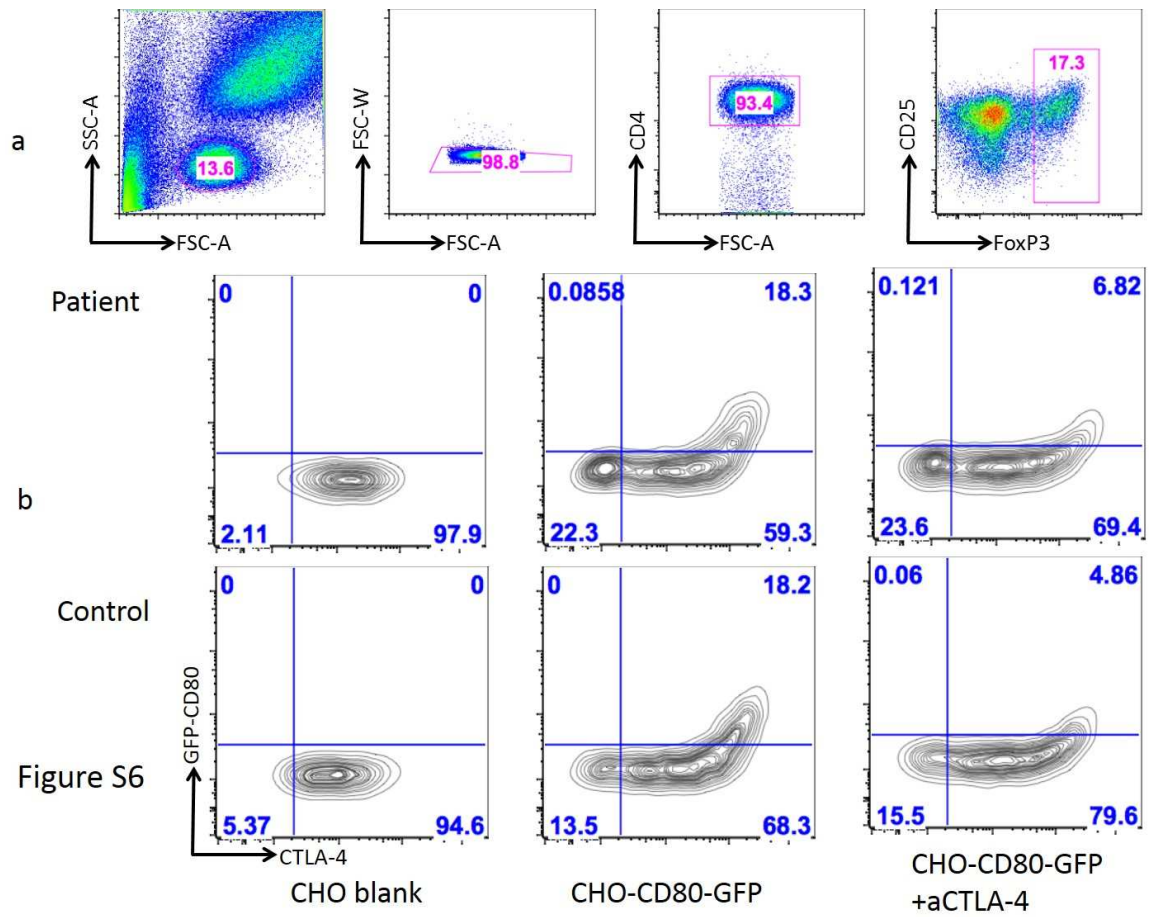 a
SSC-A
13.6
FSC-A
FSC-W
98.8
FSC-A
CD4
93.4
FSC-A
CD25
17.3
FoxP3
b
Patient
0 0
2.11 97.9
0.0858 18.3
22.3 59.3
0.121 6.82
23.6 69.4
Control
GFP-CD80
0 0
5.37 94.6
CTLA-4
0 18.2
13.5 68.3
0.06 4.86
15.5 79.6
Figure S6
CHO blank
CHO-CD80-GFP
CHO-CD80-GFP
+aCTLA-4